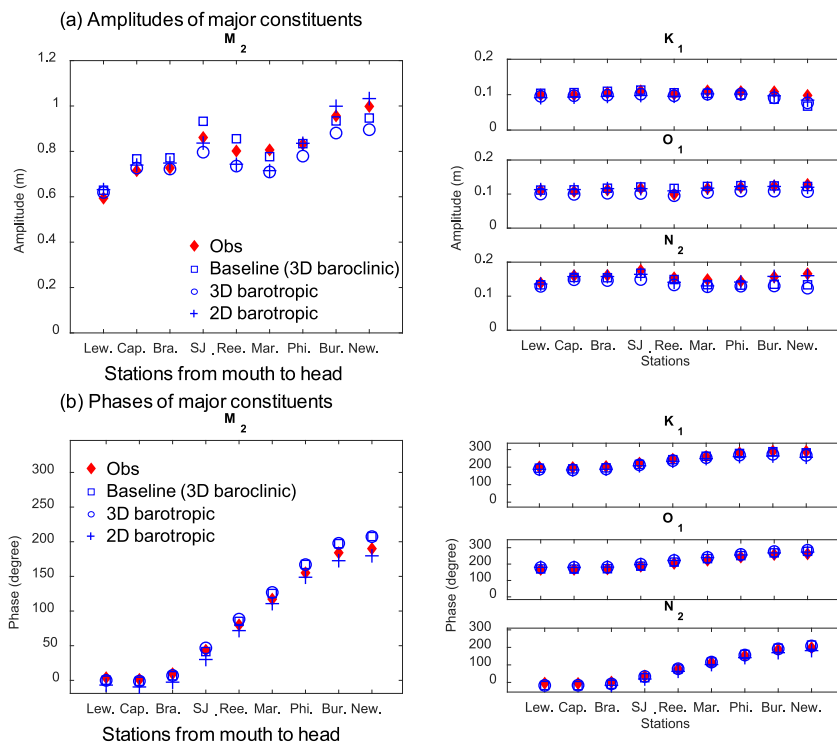 (a) Amplitudes of major constituents
M2
1.2
1
0.8
0.6
0.4
0.2
0
Amplitude (m)
Obs
Baseline (3D baroclinic)
3D barotropic
2D barotropic
Lew. Cap. Bra. SJ . Ree. Mar. Phi. Bur. New.
Stations from mouth to head
K1
0.2
0.1
0
O1
0.2
0.1
0
Amplitude (m)
N2
0.2
0.1
0
Lew. Cap. Bra. SJ . Ree. Mar. Phi. Bur. New.
Stations
(b) Phases of major constituents
M2
300
250
200
150
100
50
0
Phase (degree)
Obs
Baseline (3D baroclinic)
3D barotropic
2D barotropic
Lew. Cap. Bra. SJ . Ree. Mar. Phi. Bur. New.
Stations from mouth to head
K1
300
200
100
0
O1
300
200
100
0
Phase (degree)
N2
200
100
0
Lew. Cap. Bra. SJ . Ree. Mar. Phi. Bur. New.
Stations